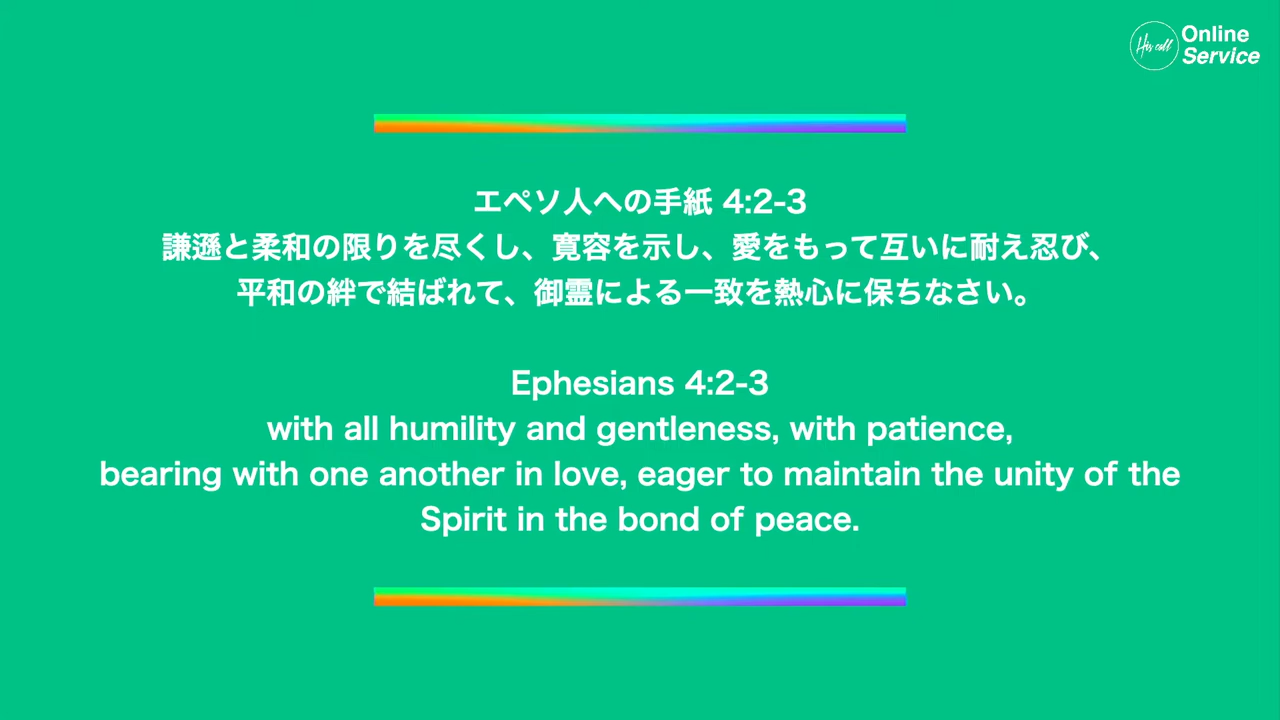 His call
Online
Service
エペソ人への手紙 4:2-3
謙遜と柔和の限りを尽くし、寛容を示し、愛をもって互いに耐え忍び、
平和の絆で結ばれて、御霊による一致を熱心に保ちなさい。
Ephesians 4:2-3
with all humility and gentleness, with patience,
bearing with one another in love, eager to maintain the unity of the
Spirit in the bond of peace.